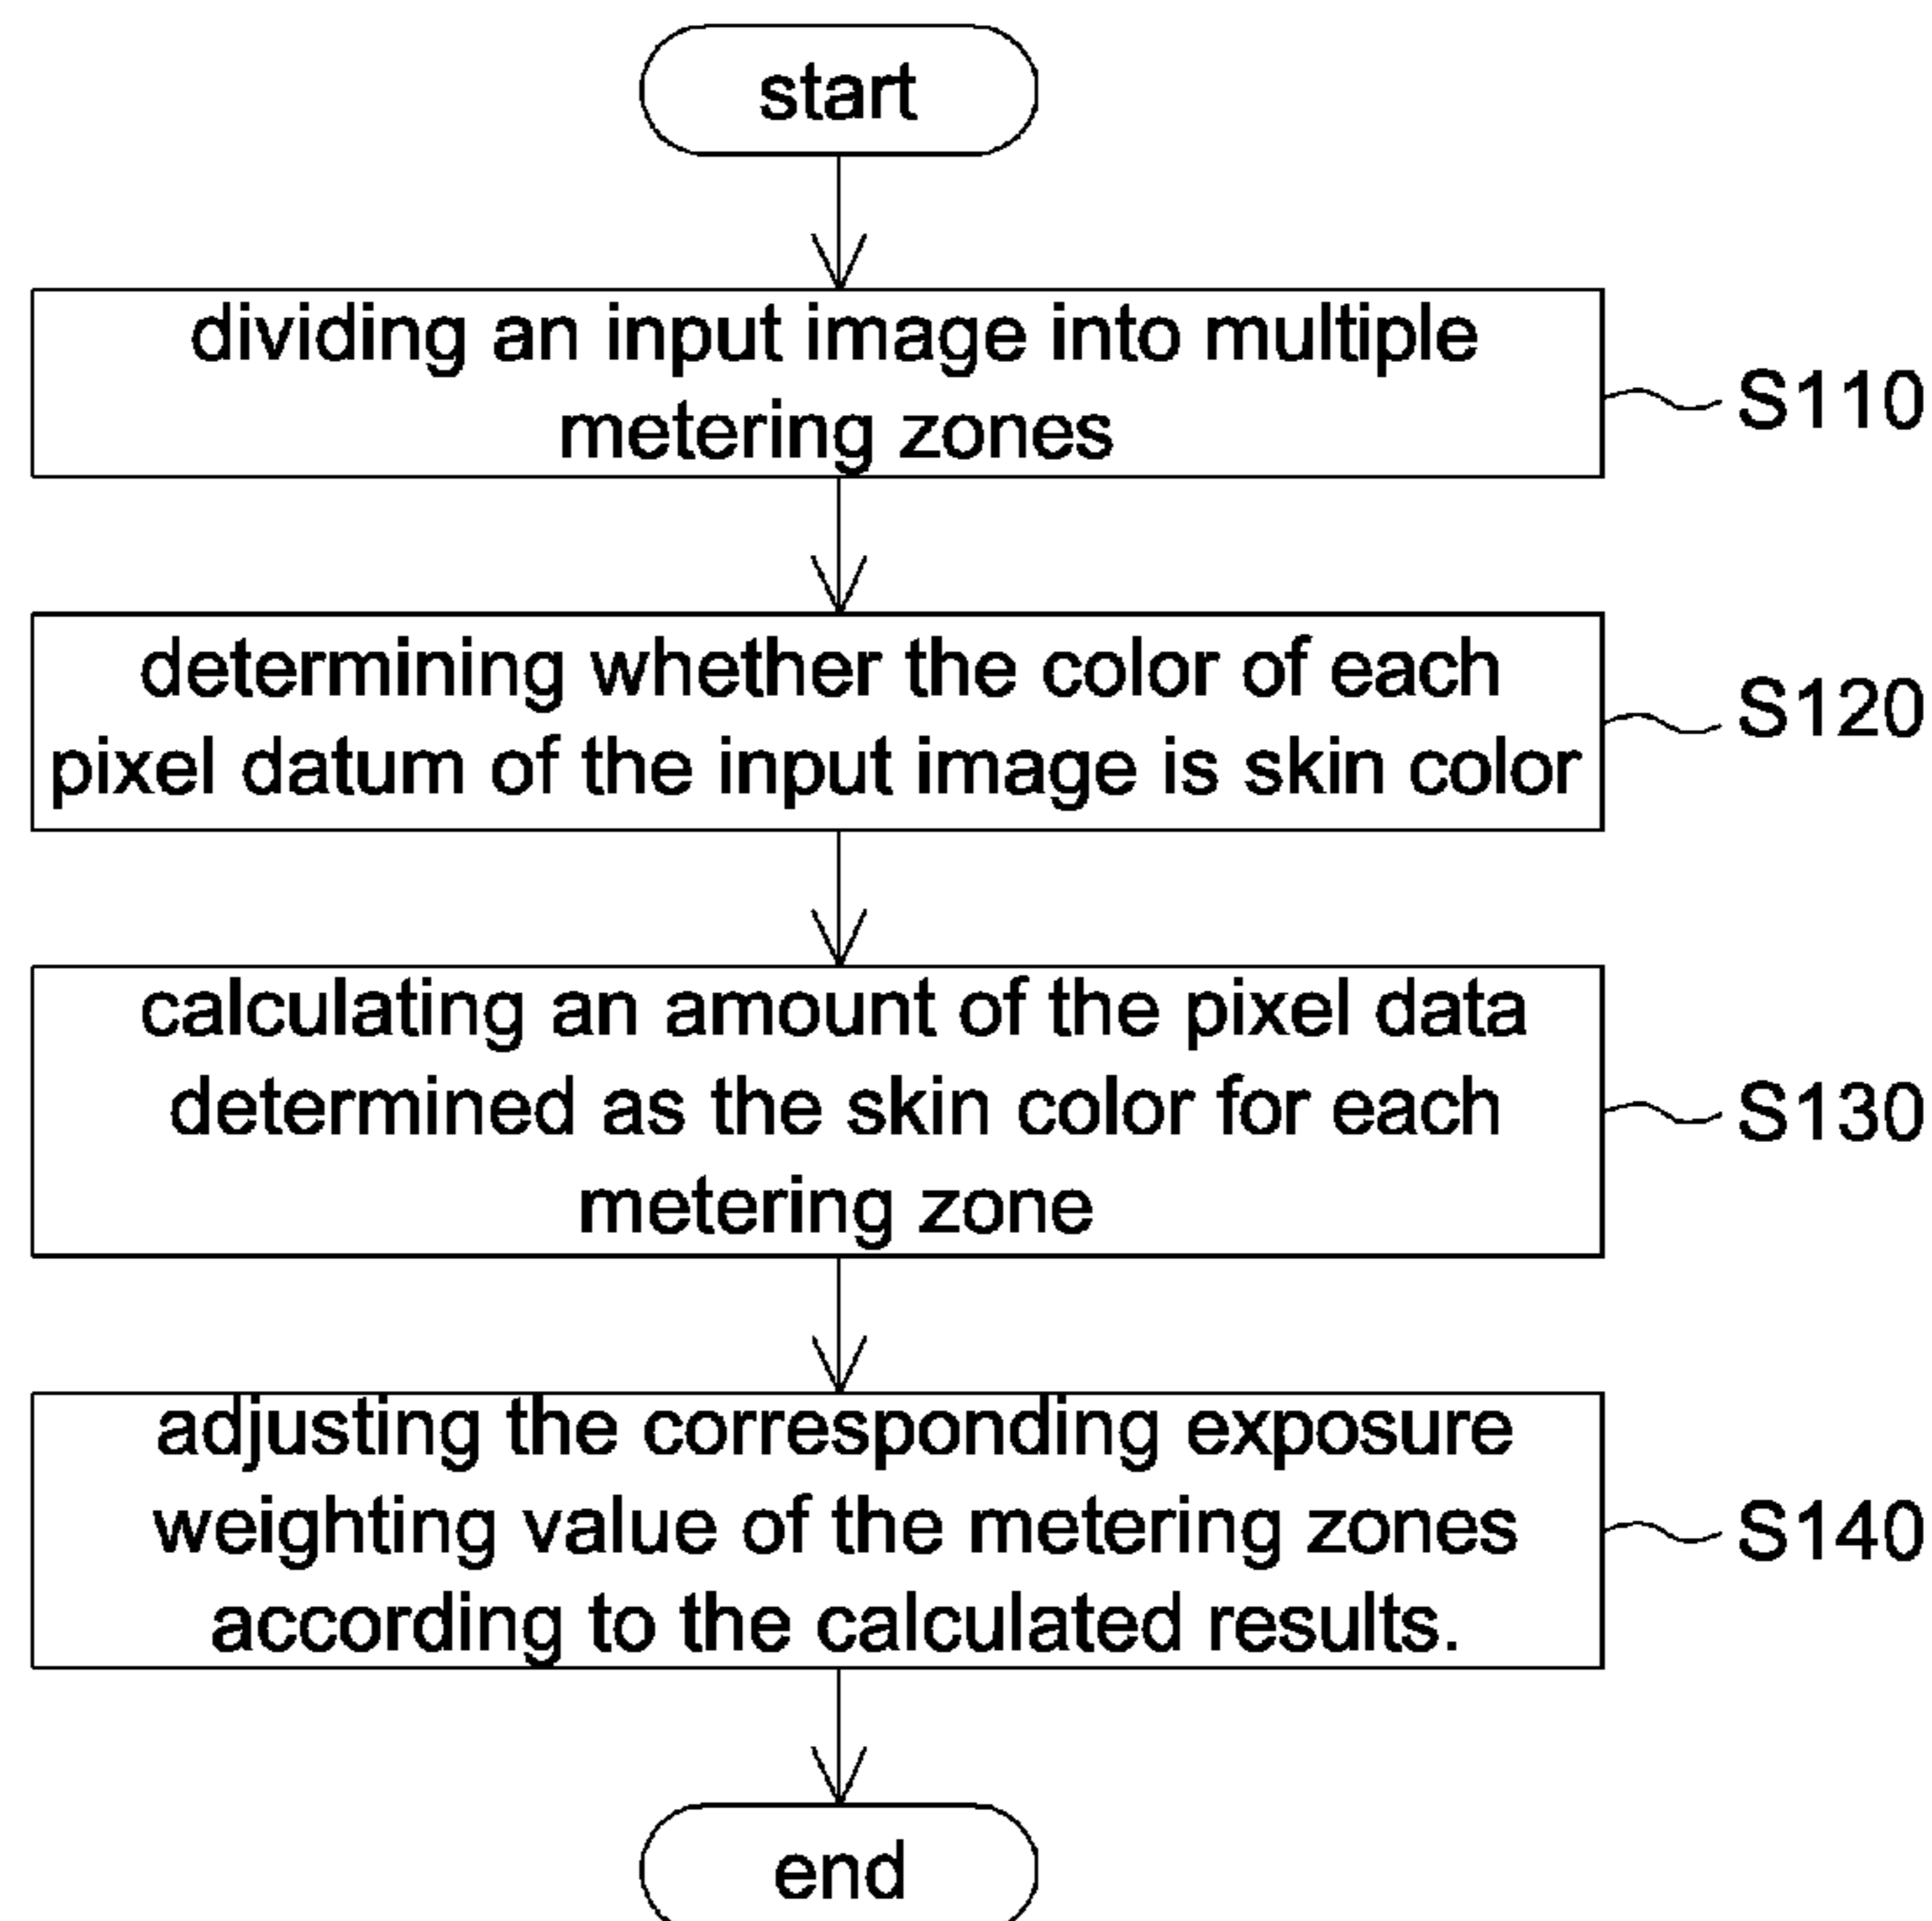 start
dividing an input image into multiple
metering zones
S110
determining whether the color of each
pixel datum of the input image is skin color
S120
calculating an amount of the pixel data
determined as the skin color for each
metering zone
S130
adjusting the corresponding exposure
weighting value of the metering zones
according to the calculated results.
S140
end